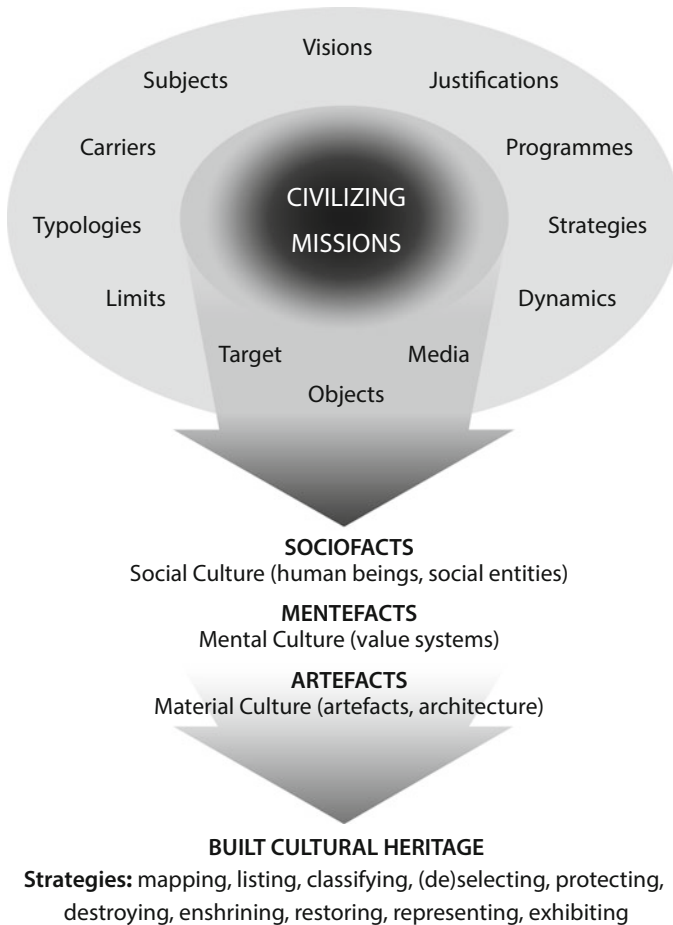 Visions
Subjects
Justifications
Carriers
Programmes
CIVILIZING
MISSIONS
Typologies
Strategies
Limits
Dynamics
Target
Media
Objects
SOCIOFACTS
Social Culture (human beings, social entities)
MENTEFACTS
Mental Culture (value systems)
ARTEFACTS
Material Culture (artefacts, architecture)
BUILT CULTURAL HERITAGE
Strategies: mapping, listing, classifying, (de)selecting, protecting,
destroying, enshrining, restoring, representing, exhibiting